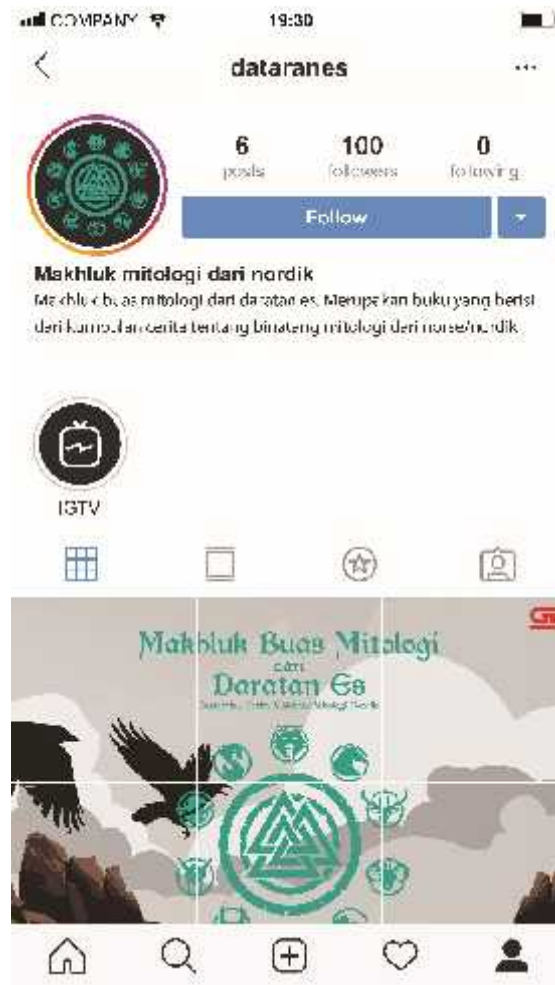 COMPANY 19:30
dataranes
6 100 0
posts followers following
Follow
Makhluk mitologi dari nordik
Makhluk buas mitologi dari daratan es. Merupakan buku yang berisi
dari kumpulan cerita tentang binatang mitologi dari norse/nordik
IGTV
Makhluk Buas Mitologi
dari
Daratan Es